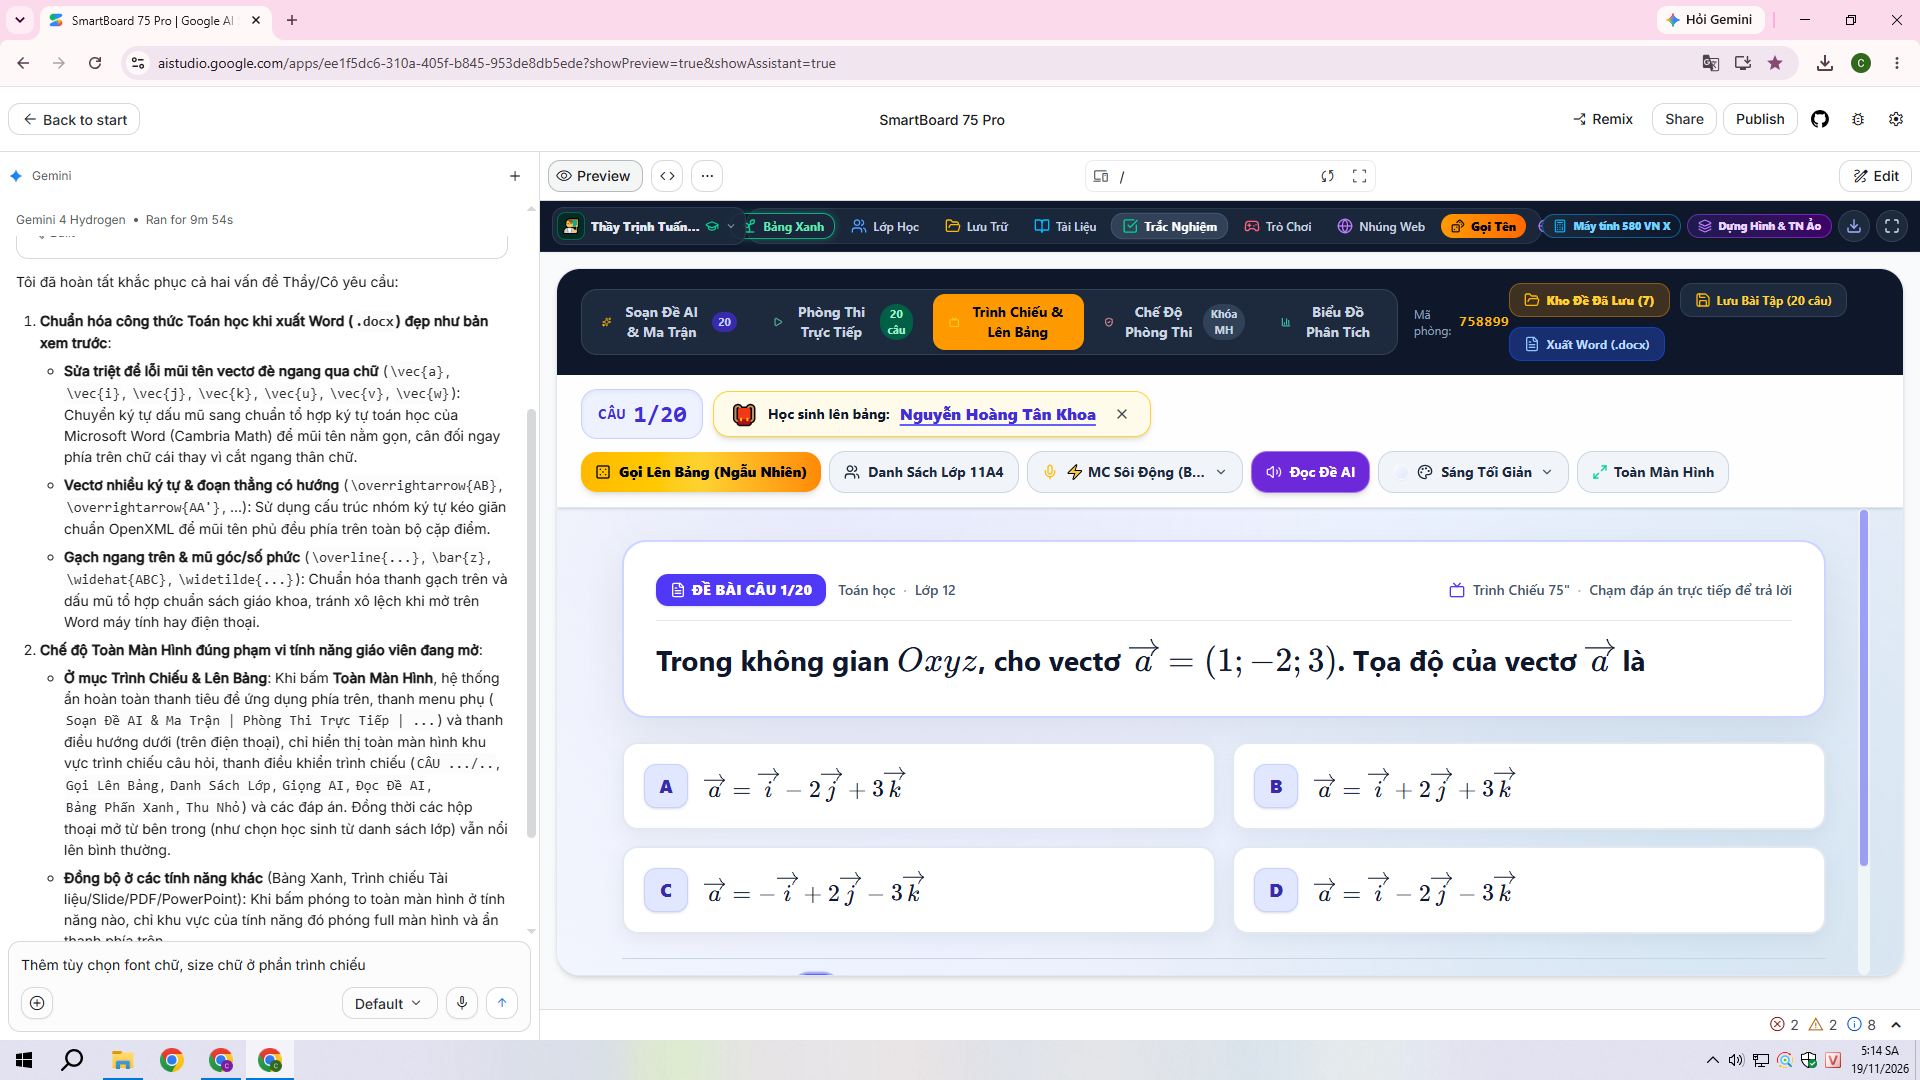 SmartBoard 75 Pro | Google AI
Hỏi Gemini
aistudio.google.com/apps/ee1f5dc6-310a-405f-b845-953de8db5ede?showPreview=true&showAssistant=true
C
Back to start
SmartBoard 75 Pro
Remix
Share
Publish
Gemini
Gemini 4 Hydrogen • Ran for 9m 54s
Tôi đã hoàn tất khắc phục cả hai vấn đề Thầy/Cô yêu cầu:
1. Chuẩn hóa công thức Toán học khi xuất Word (.docx) đẹp như bản
xem trước:
Sửa triệt để lỗi mũi tên vectơ đè ngang qua chữ (\vec{a},
\vec{i}, \vec{j}, \vec{k}, \vec{u}, \vec{v}, \vec{w}):
Chuyển ký tự dấu mũ sang chuẩn tổ hợp ký tự toán học của
Microsoft Word (Cambria Math) để mũi tên nằm gọn, cân đối ngay
phía trên chữ cái thay vì cắt ngang thân chữ.
Vectơ nhiều ký tự & đoạn thẳng có hướng (\overrightarrow{AB},
\overrightarrow{AA'}, ...): Sử dụng cấu trúc nhóm ký tự kéo giãn
chuẩn OpenXML để mũi tên phủ đều phía trên toàn bộ cặp điểm.
Gạch ngang trên & mũ góc/số phức (\overline{...}, \bar{z},
\widehat{ABC}, \widetilde{...}): Chuẩn hóa thanh gạch trên và
dấu mũ tổ hợp chuẩn sách giáo khoa, tránh xô lệch khi mở trên
Word máy tính hay điện thoại.
2. Chế độ Toàn Màn Hình đúng phạm vi tính năng giáo viên đang mở:
Ở mục Trình Chiếu & Lên Bảng: Khi bấm Toàn Màn Hình, hệ thống
ẩn hoàn toàn thanh tiêu đề ứng dụng phía trên, thanh menu phụ (
Soạn Đề AI & Ma Trận | Phòng Thi Trực Tiếp | ...) và thanh
điều hướng dưới (trên điện thoại), chỉ hiển thị toàn màn hình khu
vực trình chiếu câu hỏi, thanh điều khiển trình chiếu (CÂU .../..,
Gọi Lên Bảng, Danh Sách Lớp, Giọng AI, Đọc Đề AI,
Bảng Phấn Xanh, Thu Nhỏ) và các đáp án. Đồng thời các hộp
thoại mở từ bên trong (như chọn học sinh từ danh sách lớp) vẫn nổi
lên bình thường.
Đồng bộ ở các tính năng khác (Bảng Xanh, Trình chiếu Tài
liệu/Slide/PDF/PowerPoint): Khi bấm phóng to toàn màn hình ở tính
năng nào, chỉ khu vực của tính năng đó phóng full màn hình và ẩn
thanh phía trên.
Thêm tùy chọn font chữ, size chữ ở phần trình chiếu
Default
Preview
/
Edit
Thầy Trịnh Tuấn...
Bảng Xanh
Lớp Học
Lưu Trữ
Tài Liệu
Trắc Nghiệm
Trò Chơi
Nhúng Web
Gọi Tên
Máy tính 580 VN X
Dựng Hình & TN Ảo
Soạn Đề AI
& Ma Trận
20
Phòng Thi
Trực Tiếp
20
câu
Trình Chiếu &
Lên Bảng
Chế Độ
Phòng Thi
Khóa
MH
Biểu Đồ
Phân Tích
Mã
phòng:
758899
Kho Đề Đã Lưu (7)
Lưu Bài Tập (20 câu)
Xuất Word (.docx)
CÂU 1/20
Học sinh lên bảng: Nguyễn Hoàng Tân Khoa
Gọi Lên Bảng (Ngẫu Nhiên)
Danh Sách Lớp 11A4
MC Sôi Động (B...
Đọc Đề AI
Sáng Tối Giản
Toàn Màn Hình
ĐỀ BÀI CÂU 1/20
Toán học · Lớp 12
Trình Chiếu 75" · Chạm đáp án trực tiếp để trả lời
Trong không gian Oxyz, cho vectơ a⃗ = (1; −2; 3). Tọa độ của vectơ a⃗ là
A a⃗ = i⃗ − 2j⃗ + 3k⃗
B a⃗ = i⃗ + 2j⃗ + 3k⃗
C a⃗ = −i⃗ + 2j⃗ − 3k⃗
D a⃗ = i⃗ − 2j⃗ − 3k⃗
2
2
8
5:14 SA
19/11/2026